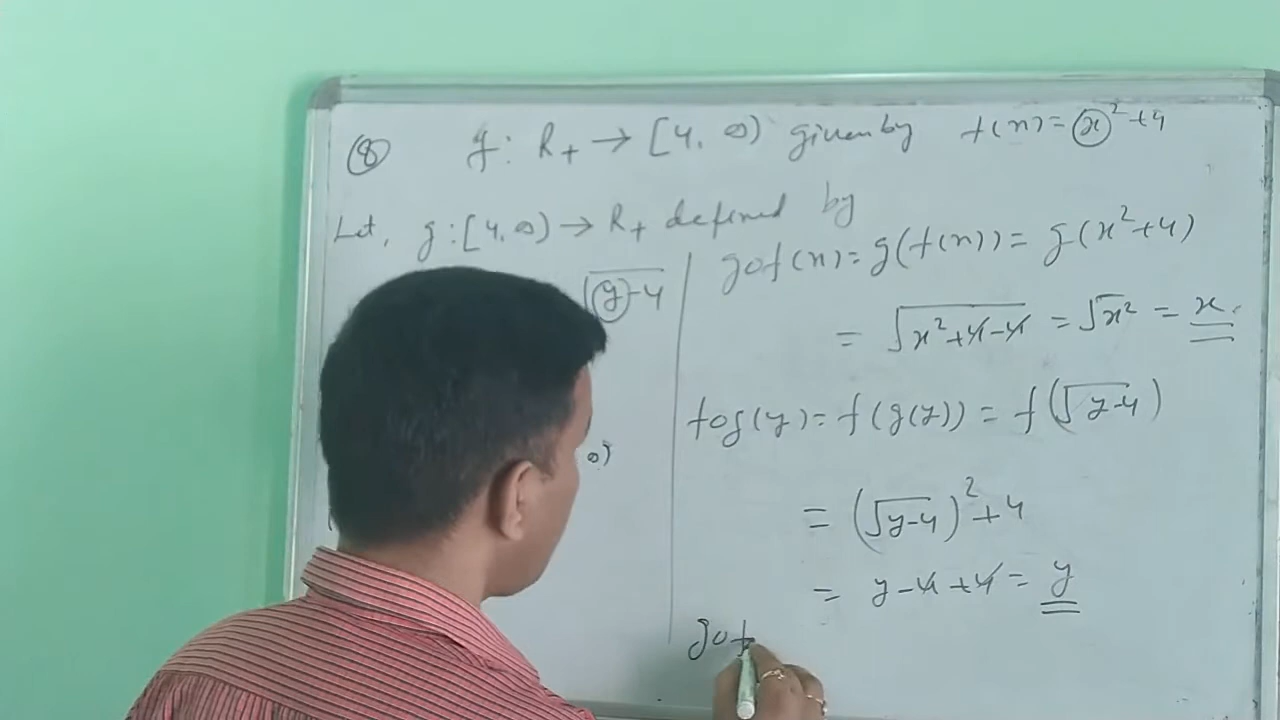 ⑧ f: R₊ → [4, ∞) given by f(x) = x² + 4
Let, g: [4, ∞) → R₊ defined by
√(y-4)
∞)
gof(x) = g(f(x)) = g(x²+4)
= √(x²+4-4) = √x² = x.
fog(y) = f(g(y)) = f(√(y-4))
= (√(y-4))² + 4
= y-4+4 = y
gof